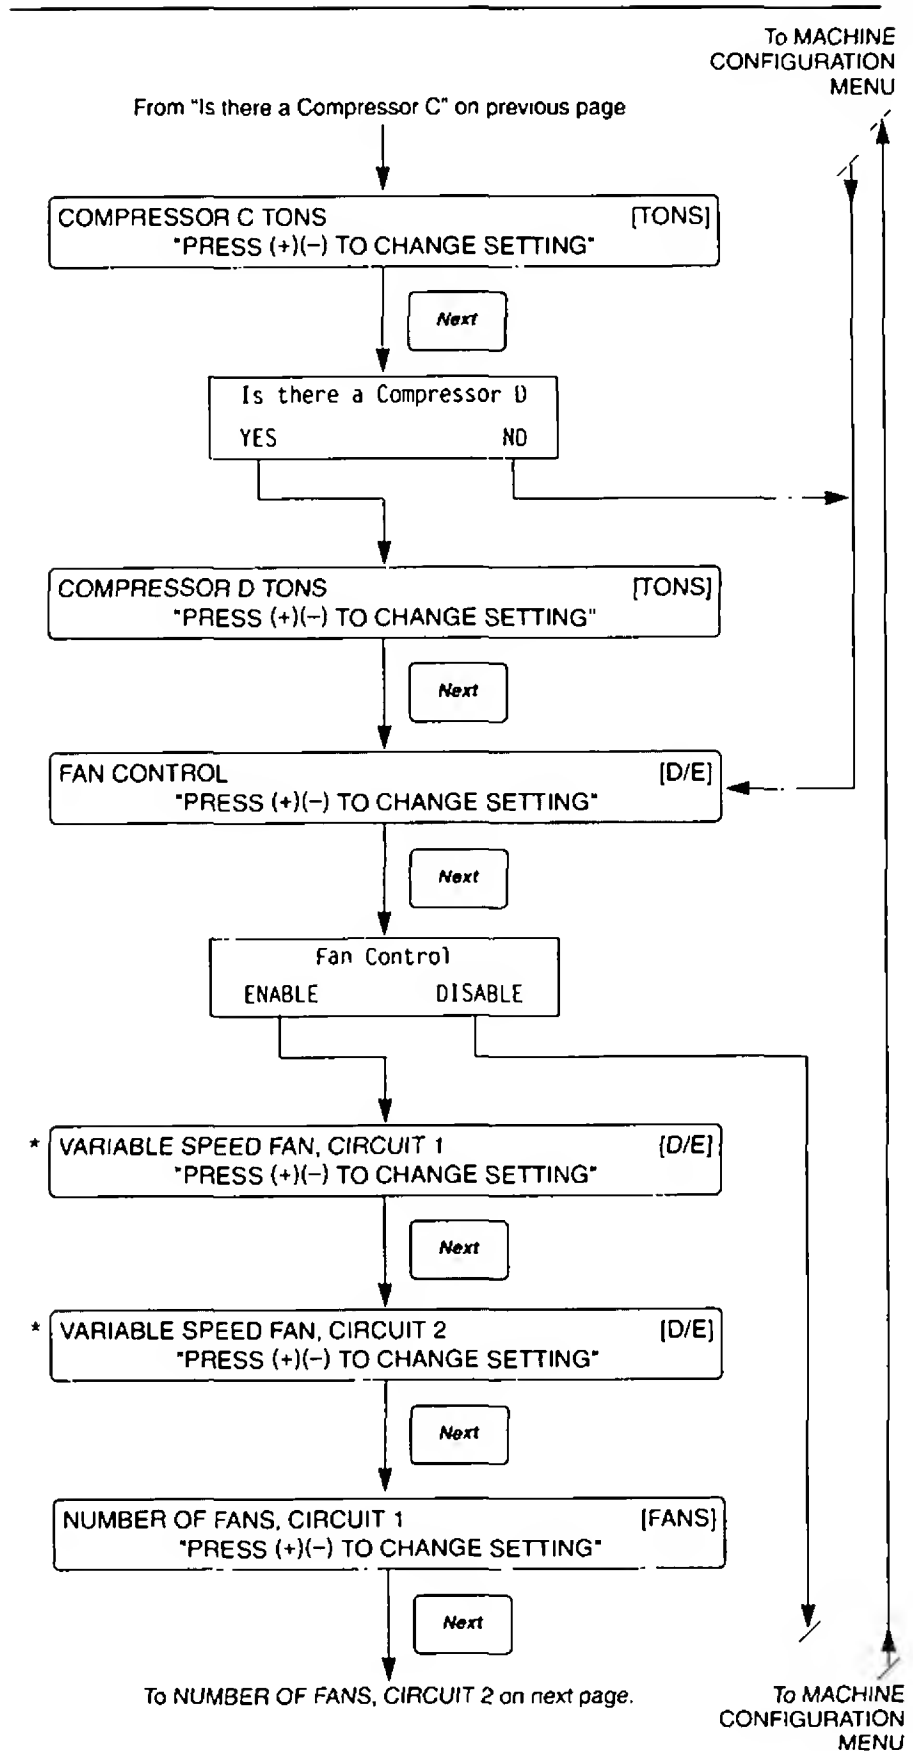 To MACHINE
CONFIGURATION
MENU
From "Is there a Compressor C" on previous page
COMPRESSOR C TONS [TONS]
"PRESS (+)(−) TO CHANGE SETTING"
Next
Is there a Compressor D
YES NO
COMPRESSOR D TONS [TONS]
"PRESS (+)(−) TO CHANGE SETTING"
Next
FAN CONTROL [D/E]
"PRESS (+)(−) TO CHANGE SETTING"
Next
Fan Control
ENABLE DISABLE
* VARIABLE SPEED FAN, CIRCUIT 1 [D/E]
"PRESS (+)(−) TO CHANGE SETTING"
Next
* VARIABLE SPEED FAN, CIRCUIT 2 [D/E]
"PRESS (+)(−) TO CHANGE SETTING"
Next
NUMBER OF FANS, CIRCUIT 1 [FANS]
"PRESS (+)(−) TO CHANGE SETTING"
Next
To NUMBER OF FANS, CIRCUIT 2 on next page.
To MACHINE
CONFIGURATION
MENU